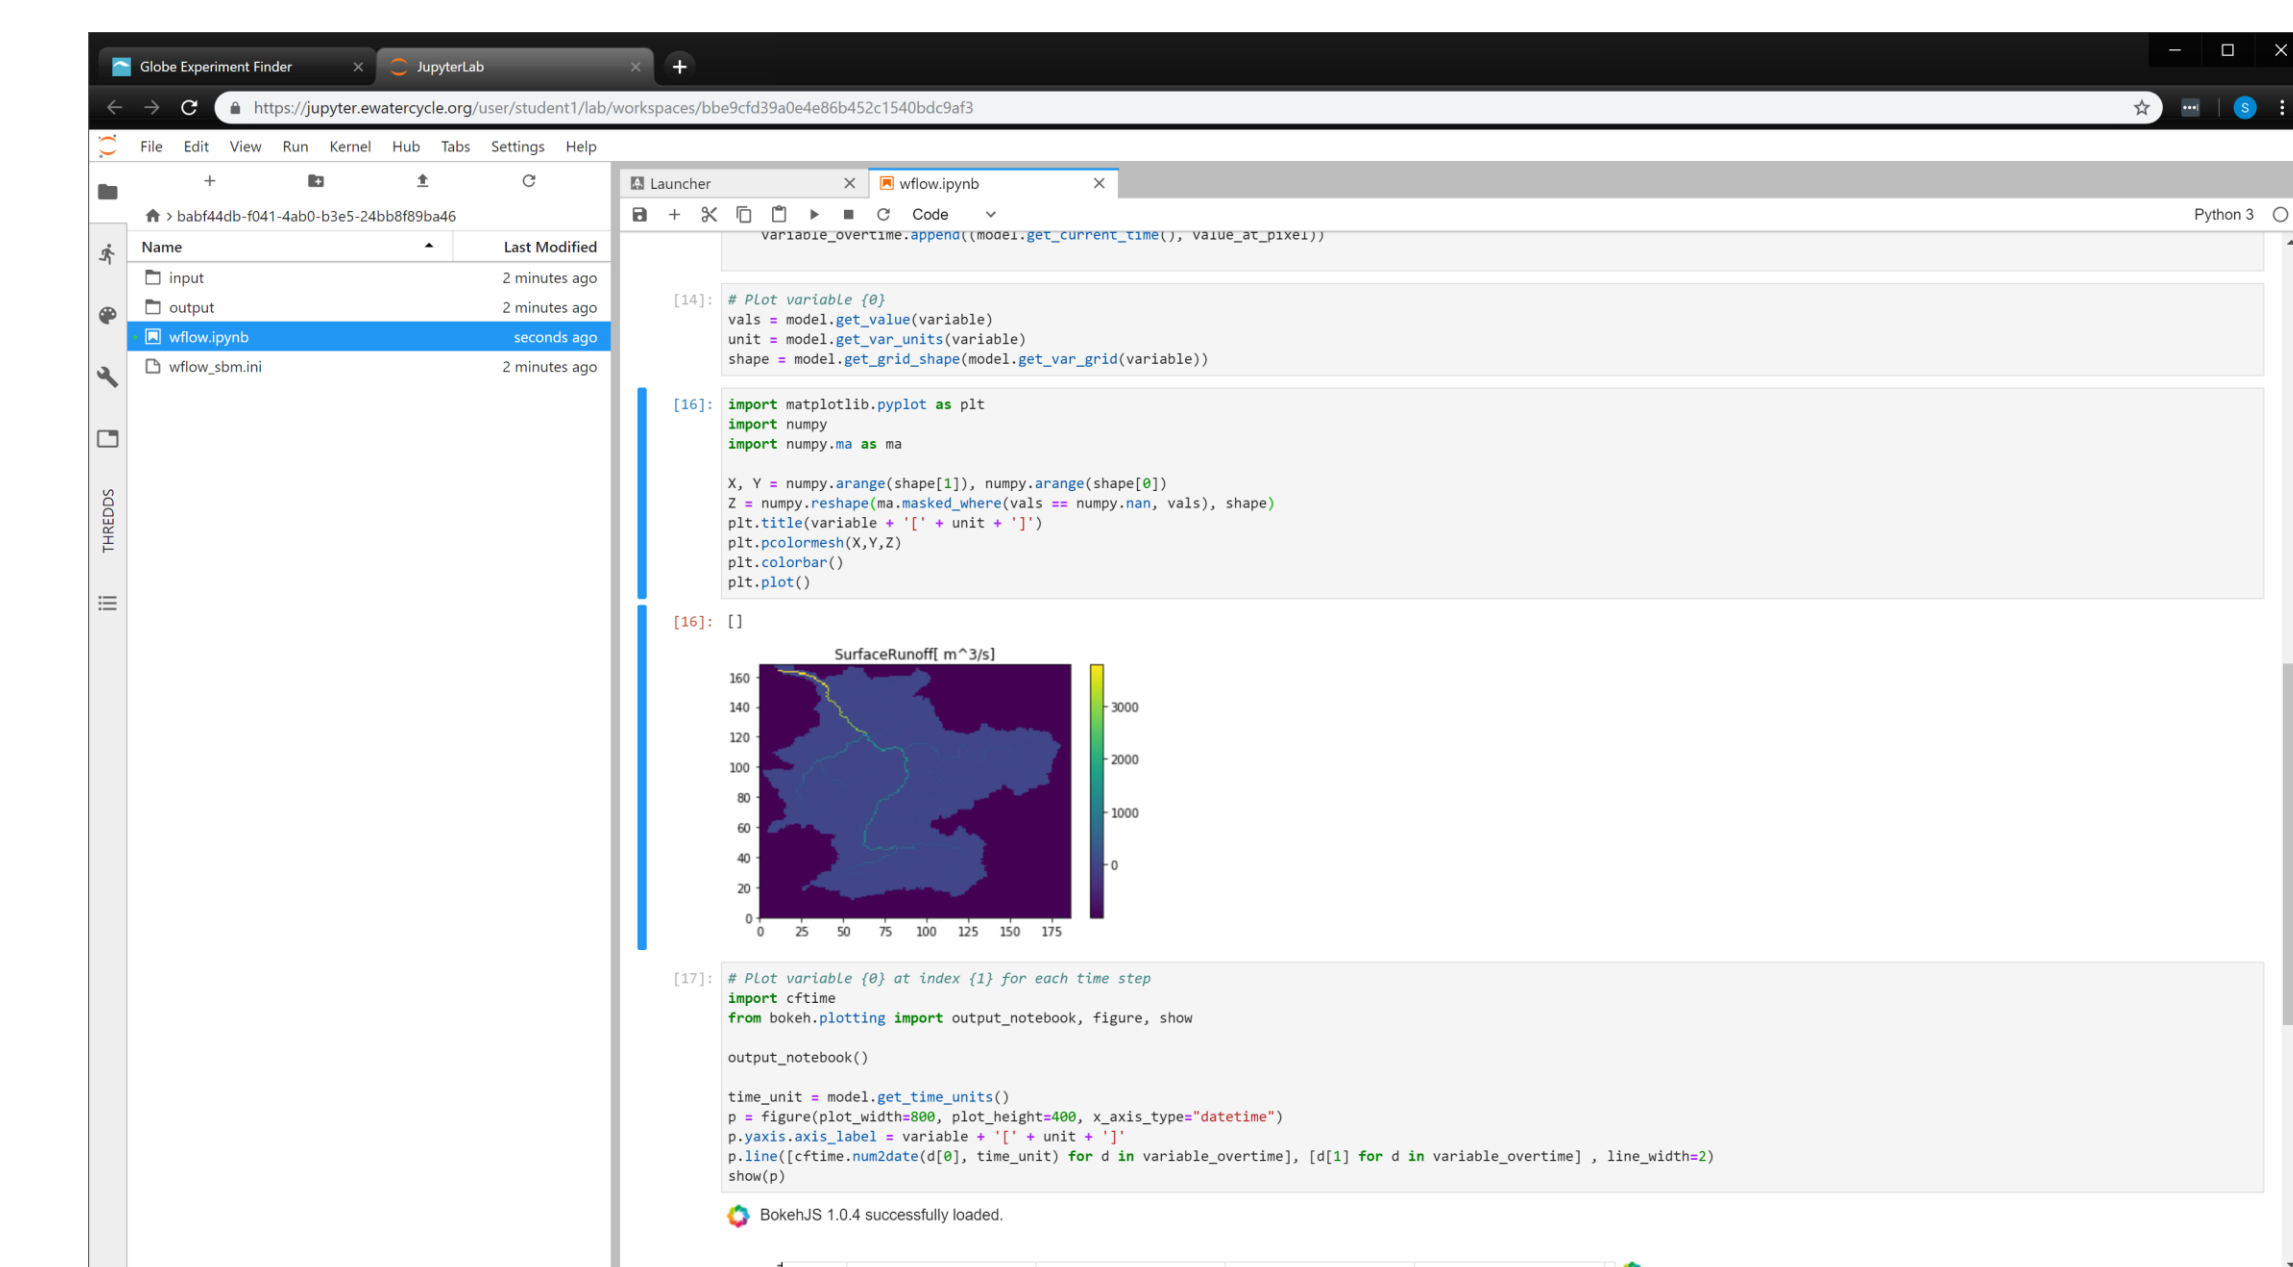 Globe Experiment Finder
JupyterLab
https://jupyter.ewatercycle.org/user/student1/lab/workspaces/bbe9cfd39a0e4e86b452c1540bdc9af3
S
File Edit View Run Kernel Hub Tabs Settings Help
> babf44db-f041-4ab0-b3e5-24bb8f89ba46
Name Last Modified
input 2 minutes ago
output 2 minutes ago
wflow.ipynb seconds ago
wflow_sbm.ini 2 minutes ago
THREDDS
Launcher
wflow.ipynb
Code
Python 3
variable_overtime.append((model.get_current_time(), value_at_pixel))
[14]: # Plot variable {0}
vals = model.get_value(variable)
unit = model.get_var_units(variable)
shape = model.get_grid_shape(model.get_var_grid(variable))
[16]: import matplotlib.pyplot as plt
import numpy
import numpy.ma as ma
X, Y = numpy.arange(shape[1]), numpy.arange(shape[0])
Z = numpy.reshape(ma.masked_where(vals == numpy.nan, vals), shape)
plt.title(variable + '[' + unit + ']')
plt.pcolormesh(X,Y,Z)
plt.colorbar()
plt.plot()
[16]: []
SurfaceRunoff[ m^3/s]
160
140
120
100
80
60
40
20
0
0 25 50 75 100 125 150 175
3000
2000
1000
0
[17]: # Plot variable {0} at index {1} for each time step
import cftime
from bokeh.plotting import output_notebook, figure, show
output_notebook()
time_unit = model.get_time_units()
p = figure(plot_width=800, plot_height=400, x_axis_type="datetime")
p.yaxis.axis_label = variable + '[' + unit + ']'
p.line([cftime.num2date(d[0], time_unit) for d in variable_overtime], [d[1] for d in variable_overtime] , line_width=2)
show(p)
BokehJS 1.0.4 successfully loaded.